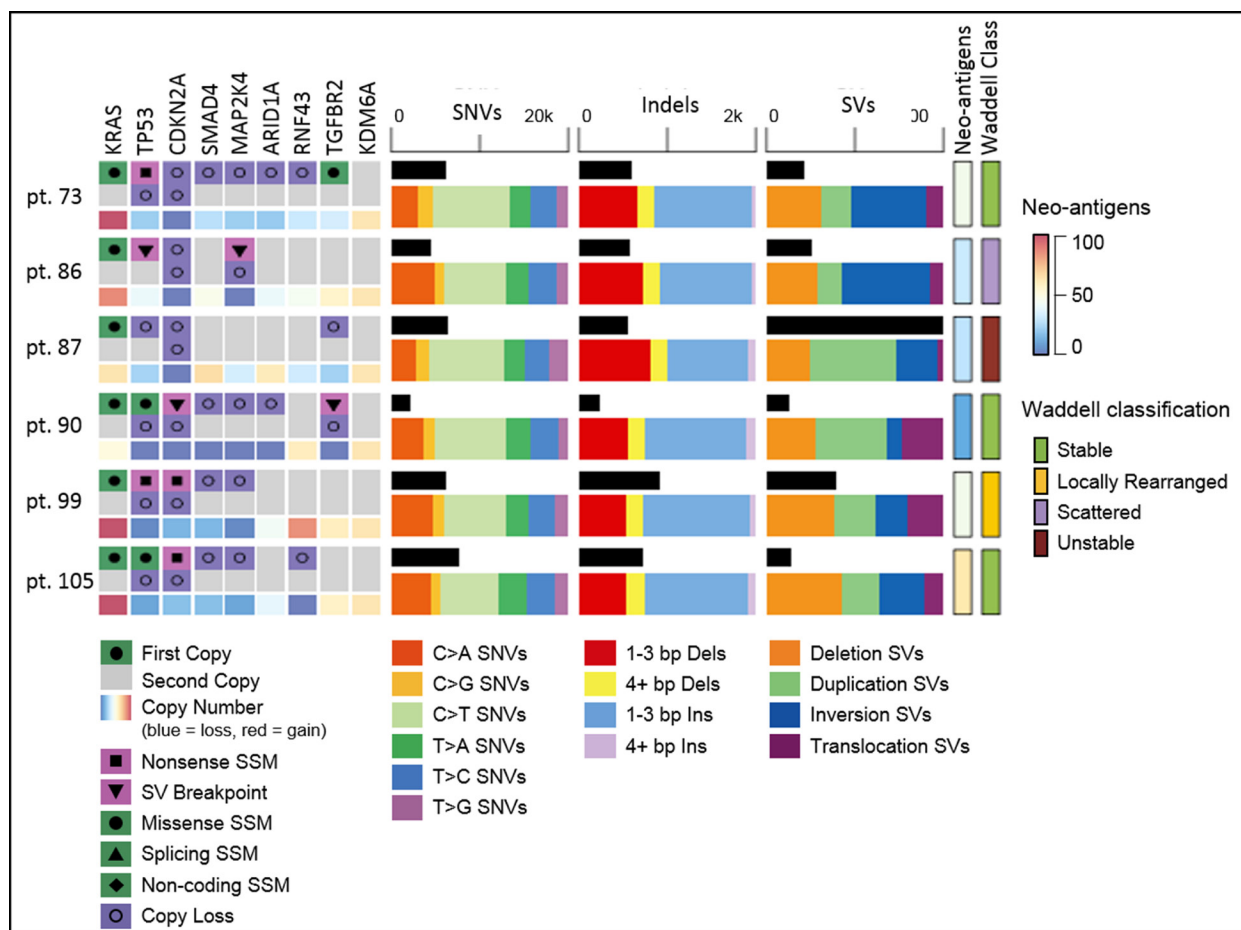 KRAS
TP53
CDKN2A
SMAD4
MAP2K4
ARID1A
RNF43
TGFBR2
KDM6A
0 20k
SNVs
0 2k
Indels
0 00
SVs
Neo-antigens
Waddell Class
pt. 73
pt. 86
pt. 87
pt. 90
pt. 99
pt. 105
Neo-antigens
100
50
0
Waddell classification
Stable
Locally Rearranged
Scattered
Unstable
First Copy
Second Copy
Copy Number
(blue = loss, red = gain)
Nonsense SSM
SV Breakpoint
Missense SSM
Splicing SSM
Non-coding SSM
Copy Loss
C>A SNVs
C>G SNVs
C>T SNVs
T>A SNVs
T>C SNVs
T>G SNVs
1-3 bp Dels
4+ bp Dels
1-3 bp Ins
4+ bp Ins
Deletion SVs
Duplication SVs
Inversion SVs
Translocation SVs